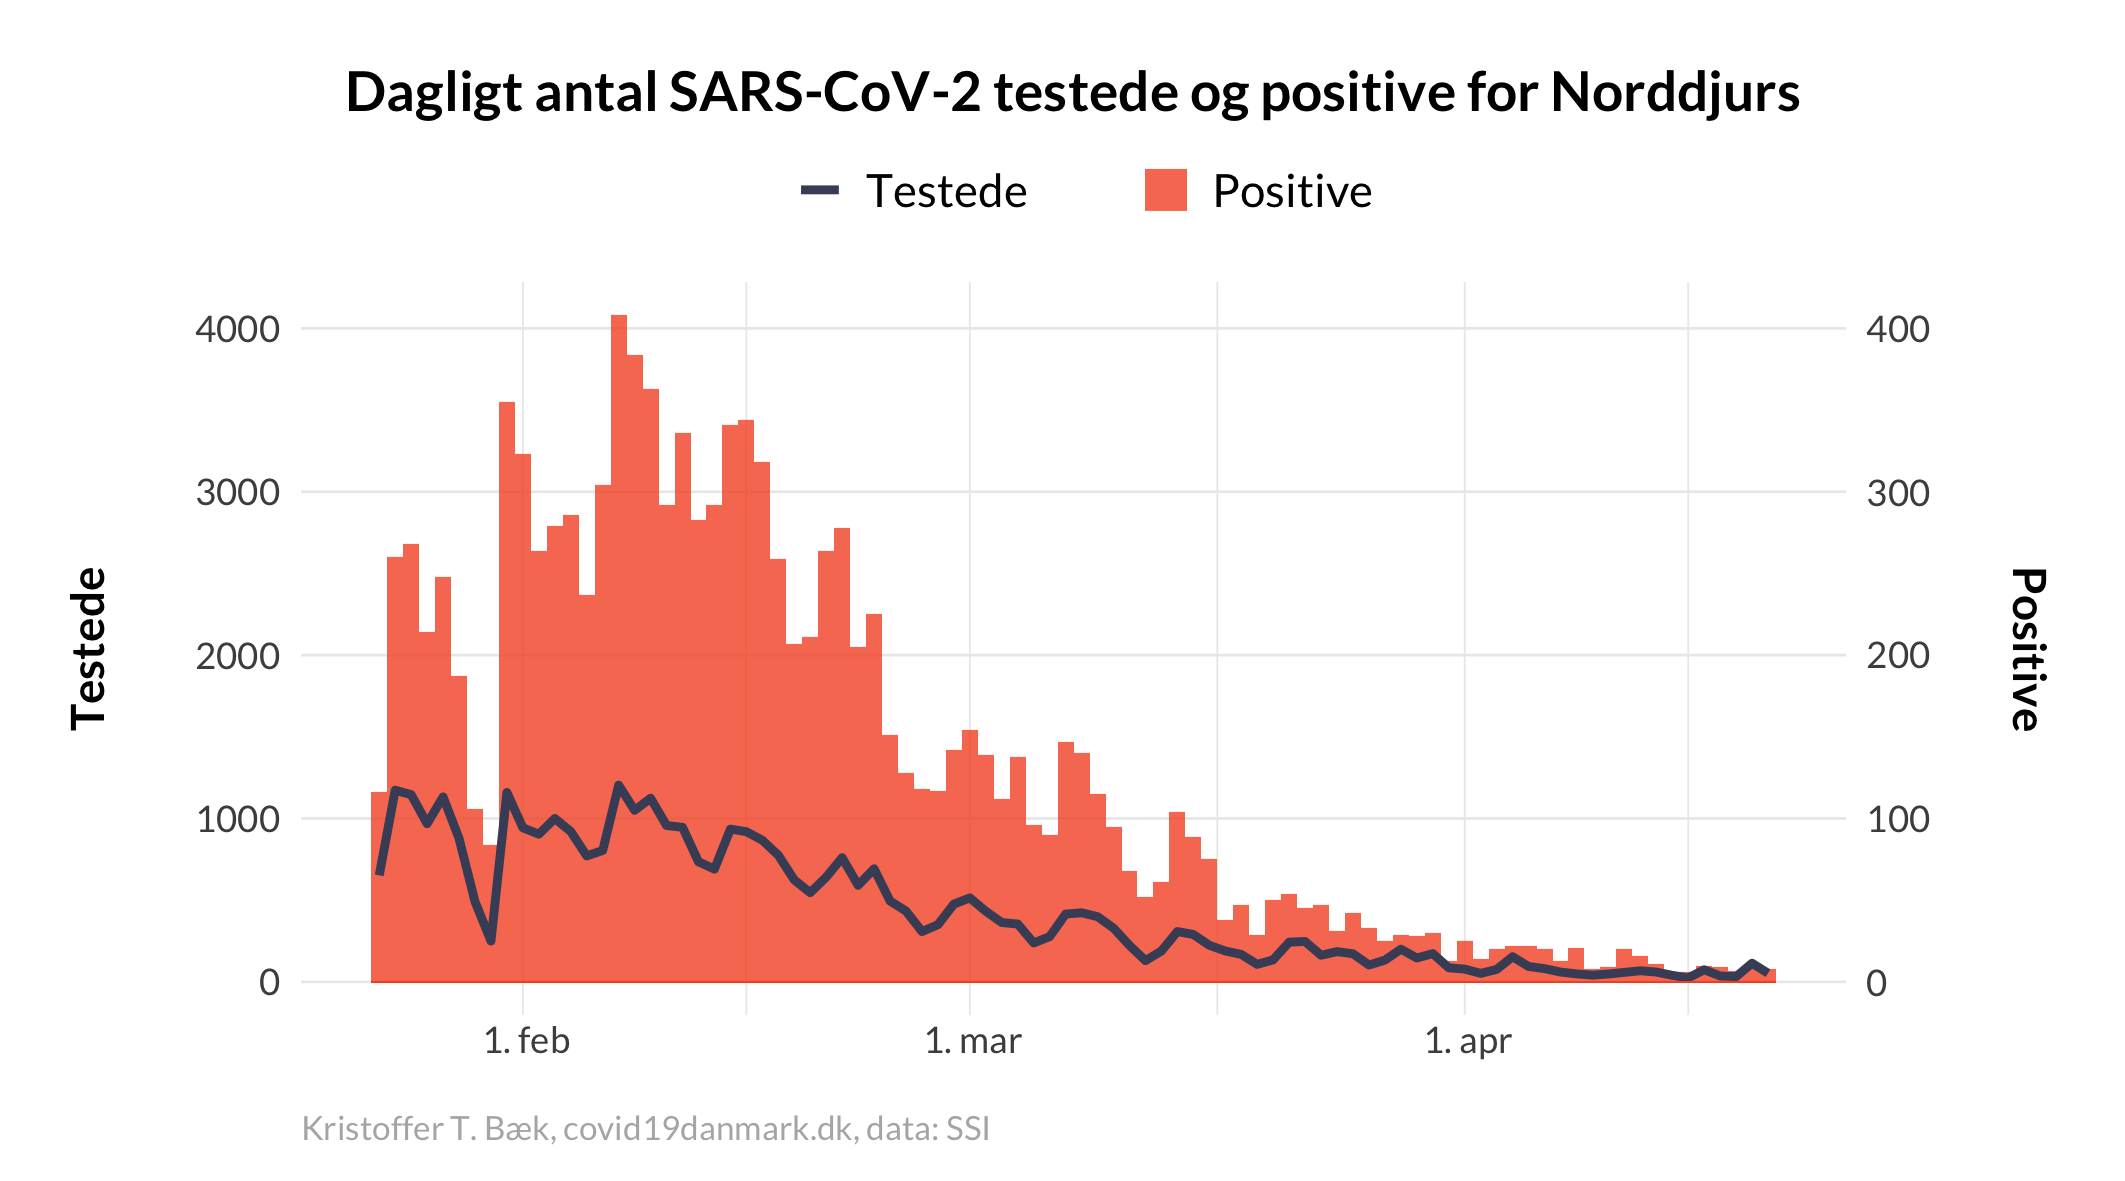 Dagligt antal SARS-CoV-2 testede og positive for Norddjurs
Testede
Positive
4000
3000
2000
1000
0
400
300
200
100
0
Testede
Positive
1. feb
1. mar
1. apr
Kristoffer T. Bæk, covid19danmark.dk, data: SSI